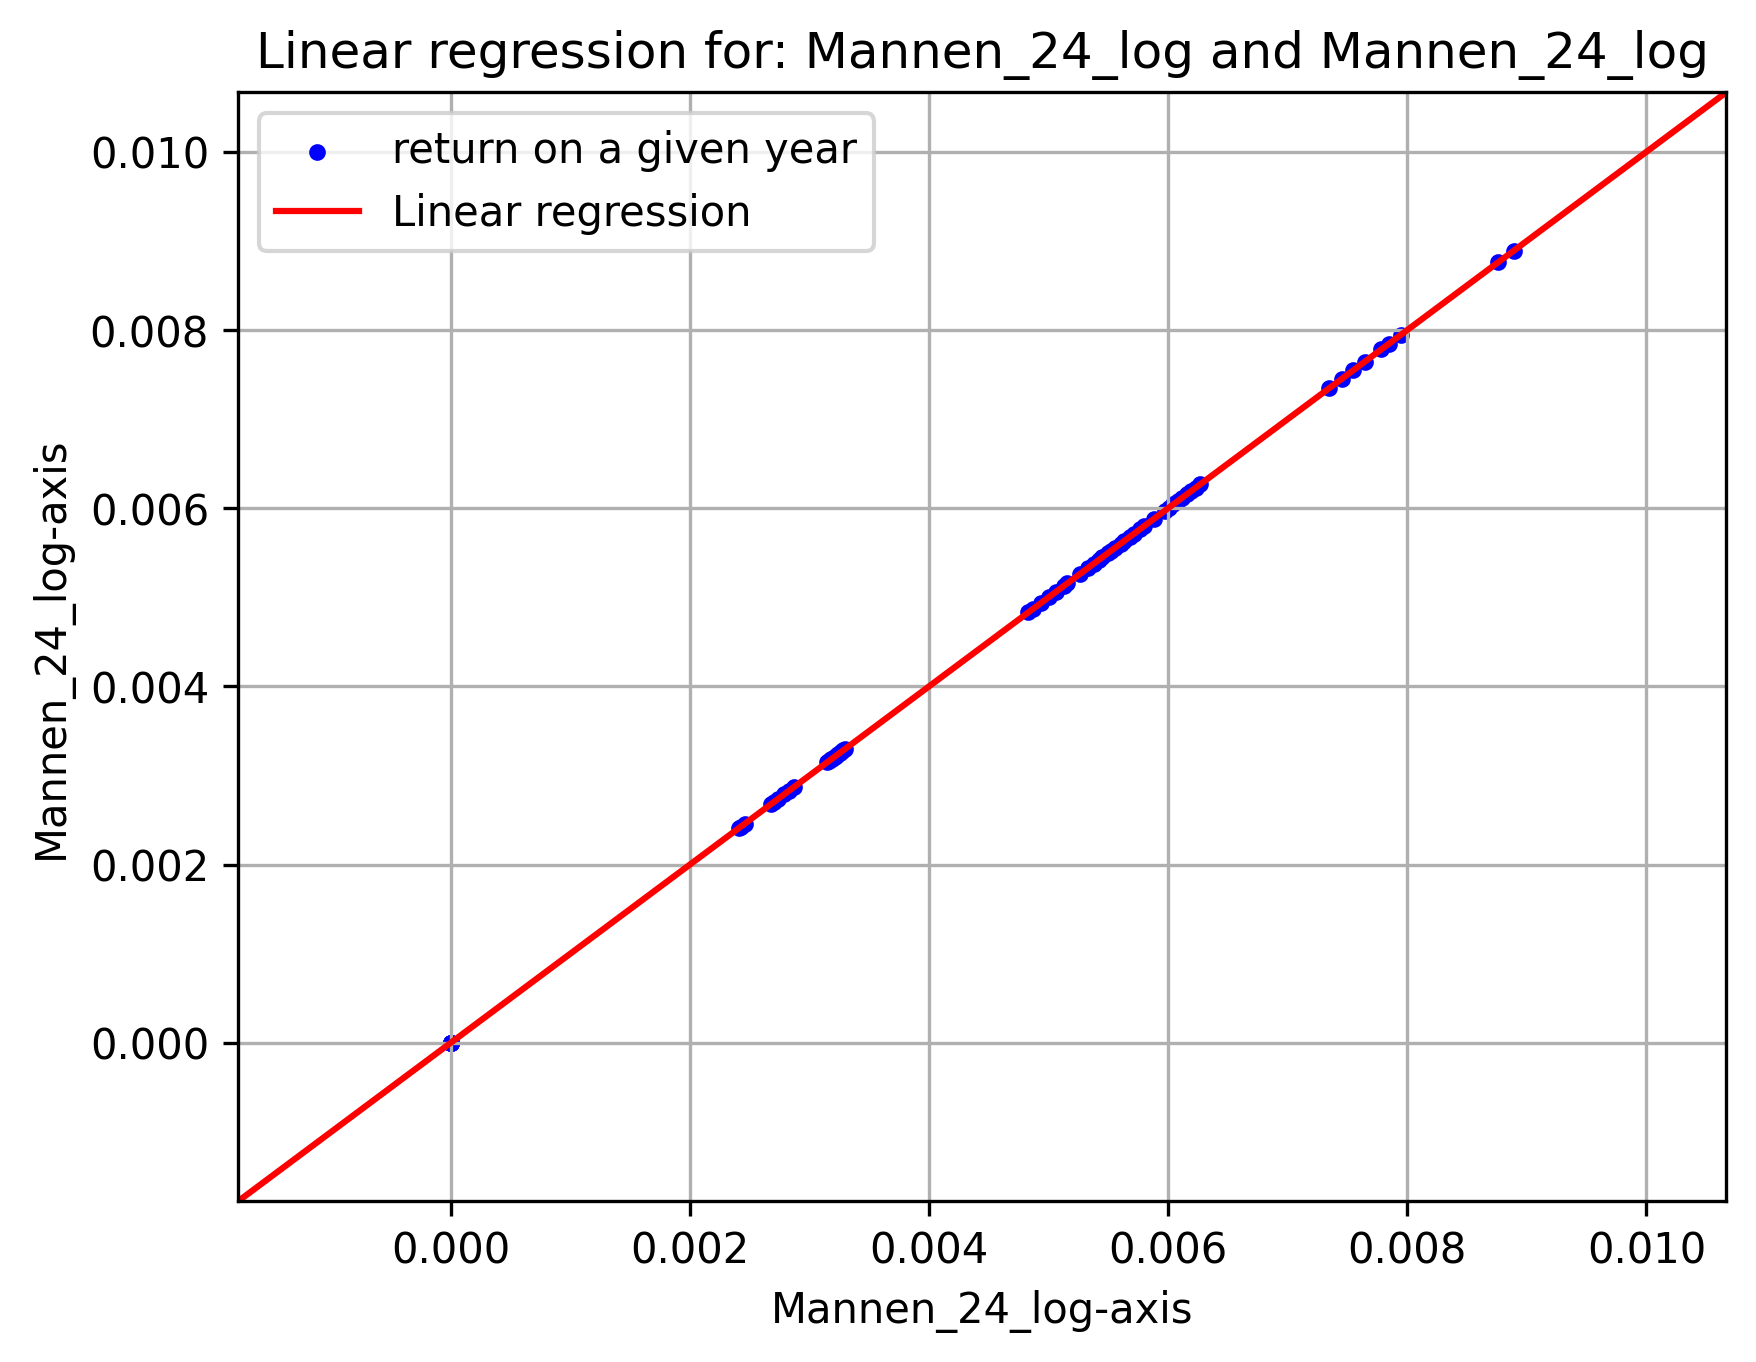 Linear regression for: Mannen_24_log and Mannen_24_log
return on a given year
Linear regression
0.010
0.008
0.006
0.004
0.002
0.000
Mannen_24_log-axis
0.000 0.002 0.004 0.006 0.008 0.010
Mannen_24_log-axis